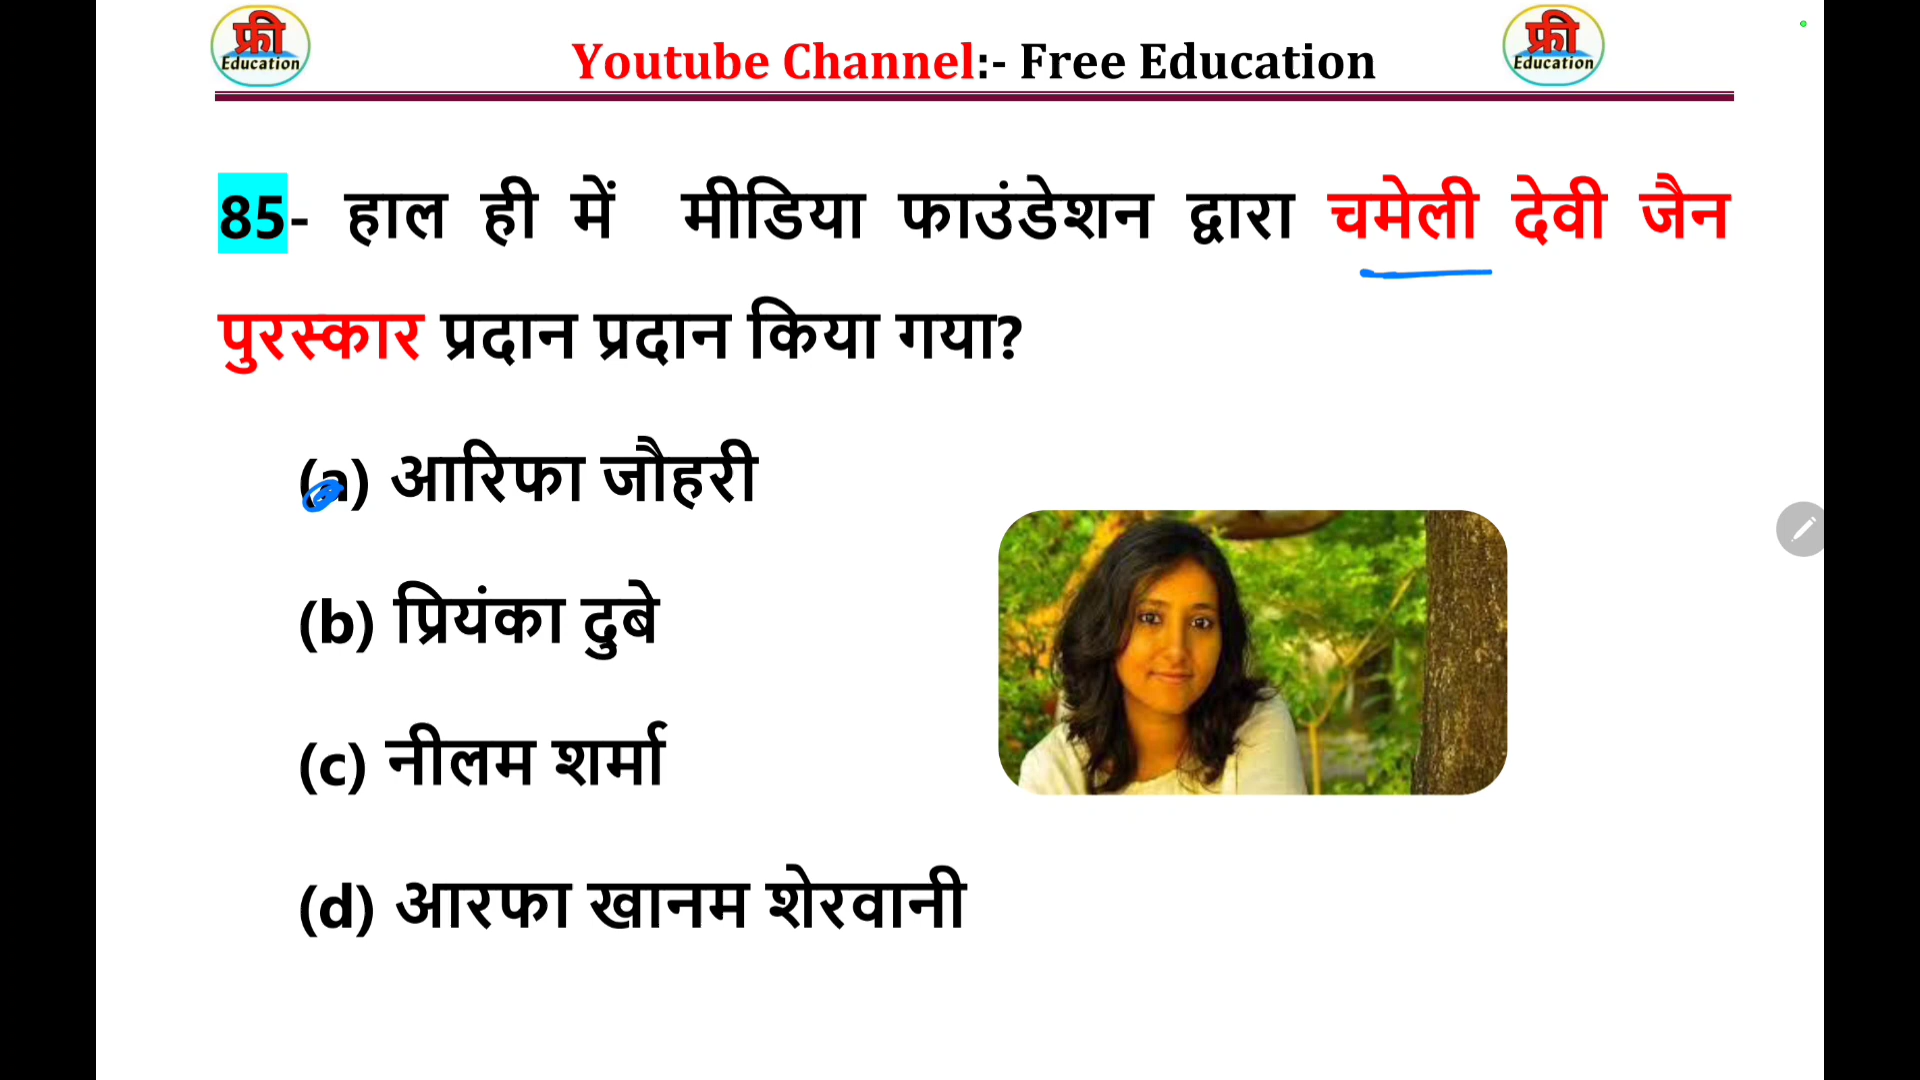 फ्री
Education
Youtube Channel:- Free Education
फ्री
Education
85- हाल ही में मीडिया फाउंडेशन द्वारा चमेली देवी जैन
पुरस्कार प्रदान प्रदान किया गया?
(a) आरिफा जौहरी
(b) प्रियंका दुबे
(c) नीलम शर्मा
(d) आरफा खानम शेरवानी